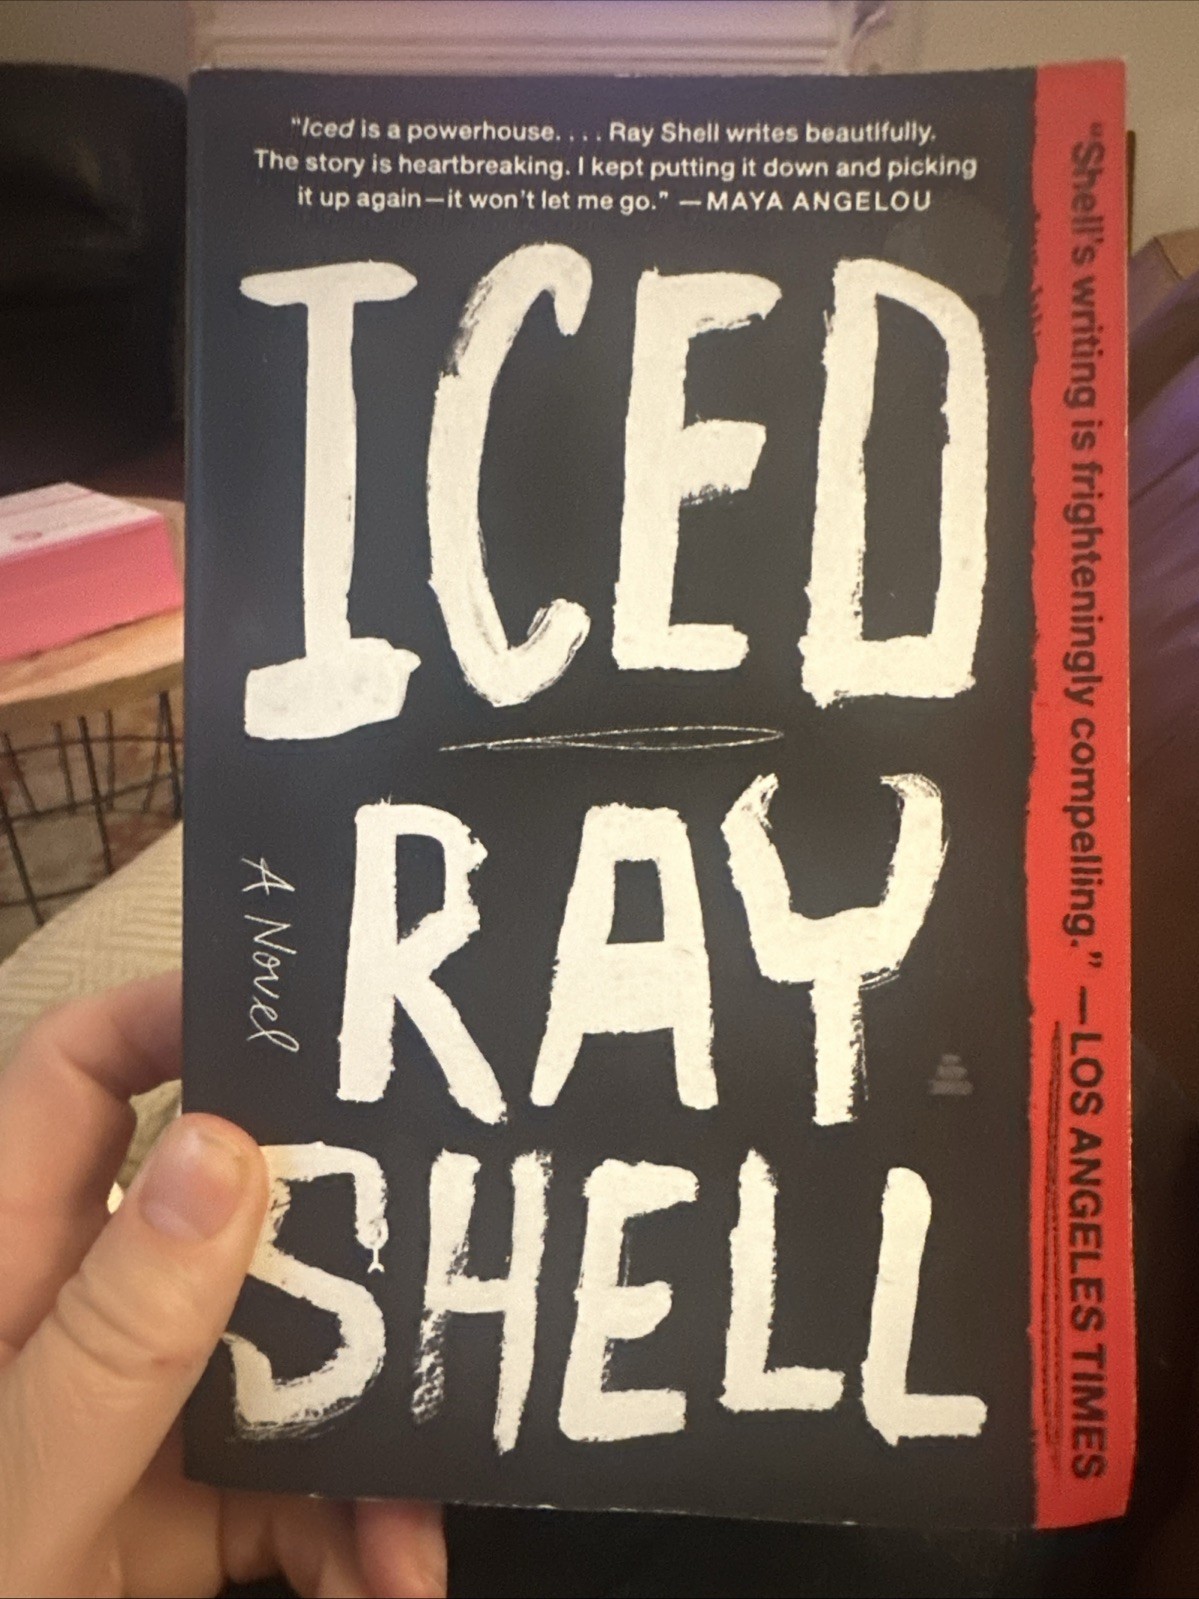 "Iced is a powerhouse. . . . Ray Shell writes beautifully.
The story is heartbreaking. I kept putting it down and picking
it up again—it won't let me go." —MAYA ANGELOU
ICED
A Novel
RAY
SHELL
"Shell's writing is frighteningly compelling." —LOS ANGELES TIMES